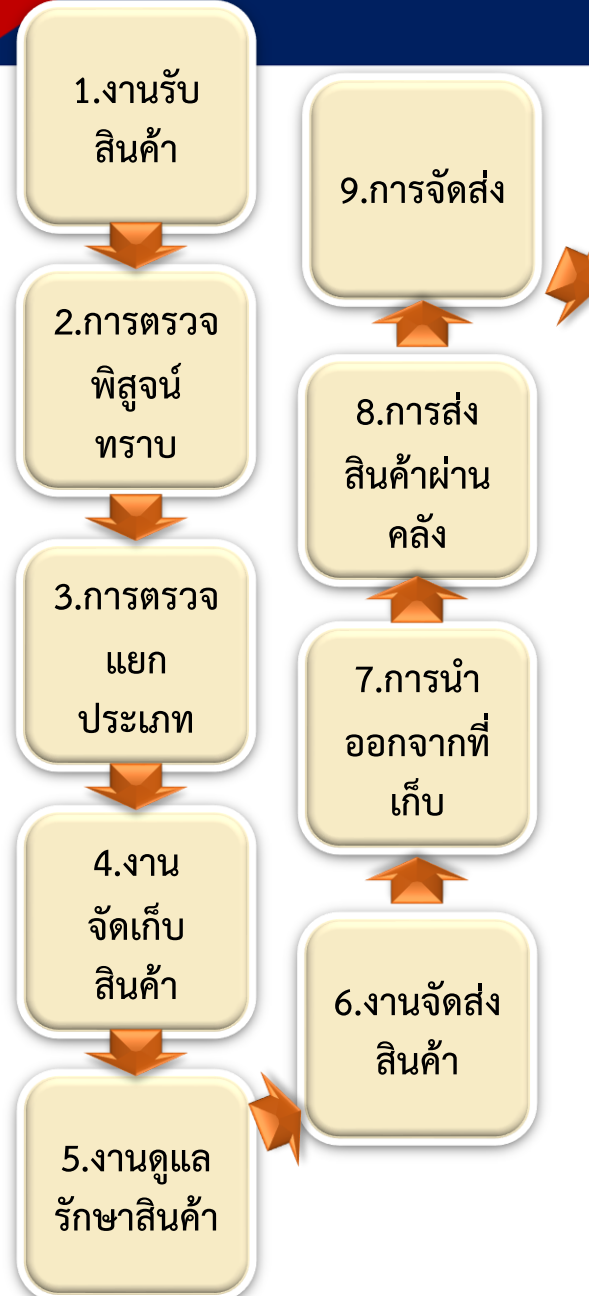 1.งานรับ
สินค้า
2.การตรวจ
พิสูจน์
ทราบ
3.การตรวจ
แยก
ประเภท
4.งาน
จัดเก็บ
สินค้า
5.งานดูแล
รักษาสินค้า
6.งานจัดส่ง
สินค้า
7.การนำ
ออกจากที่
เก็บ
8.การส่ง
สินค้าผ่าน
คลัง
9.การจัดส่ง